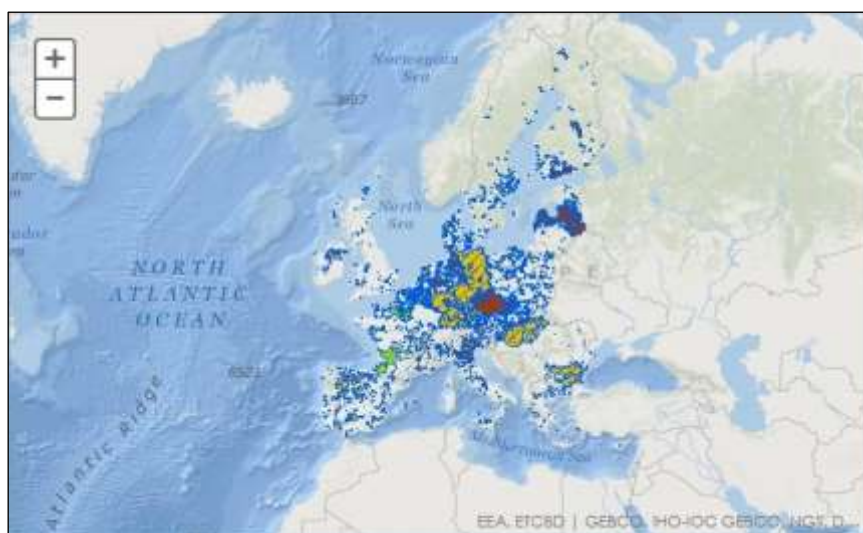 +
−
Norwegian
Sea
North
Sea
NORTH
ATLANTIC
OCEAN
Atlantic Ridge
P E
EEA, ETCBD | GEBCO, IHO-IOC GEBCO, NGS, D...